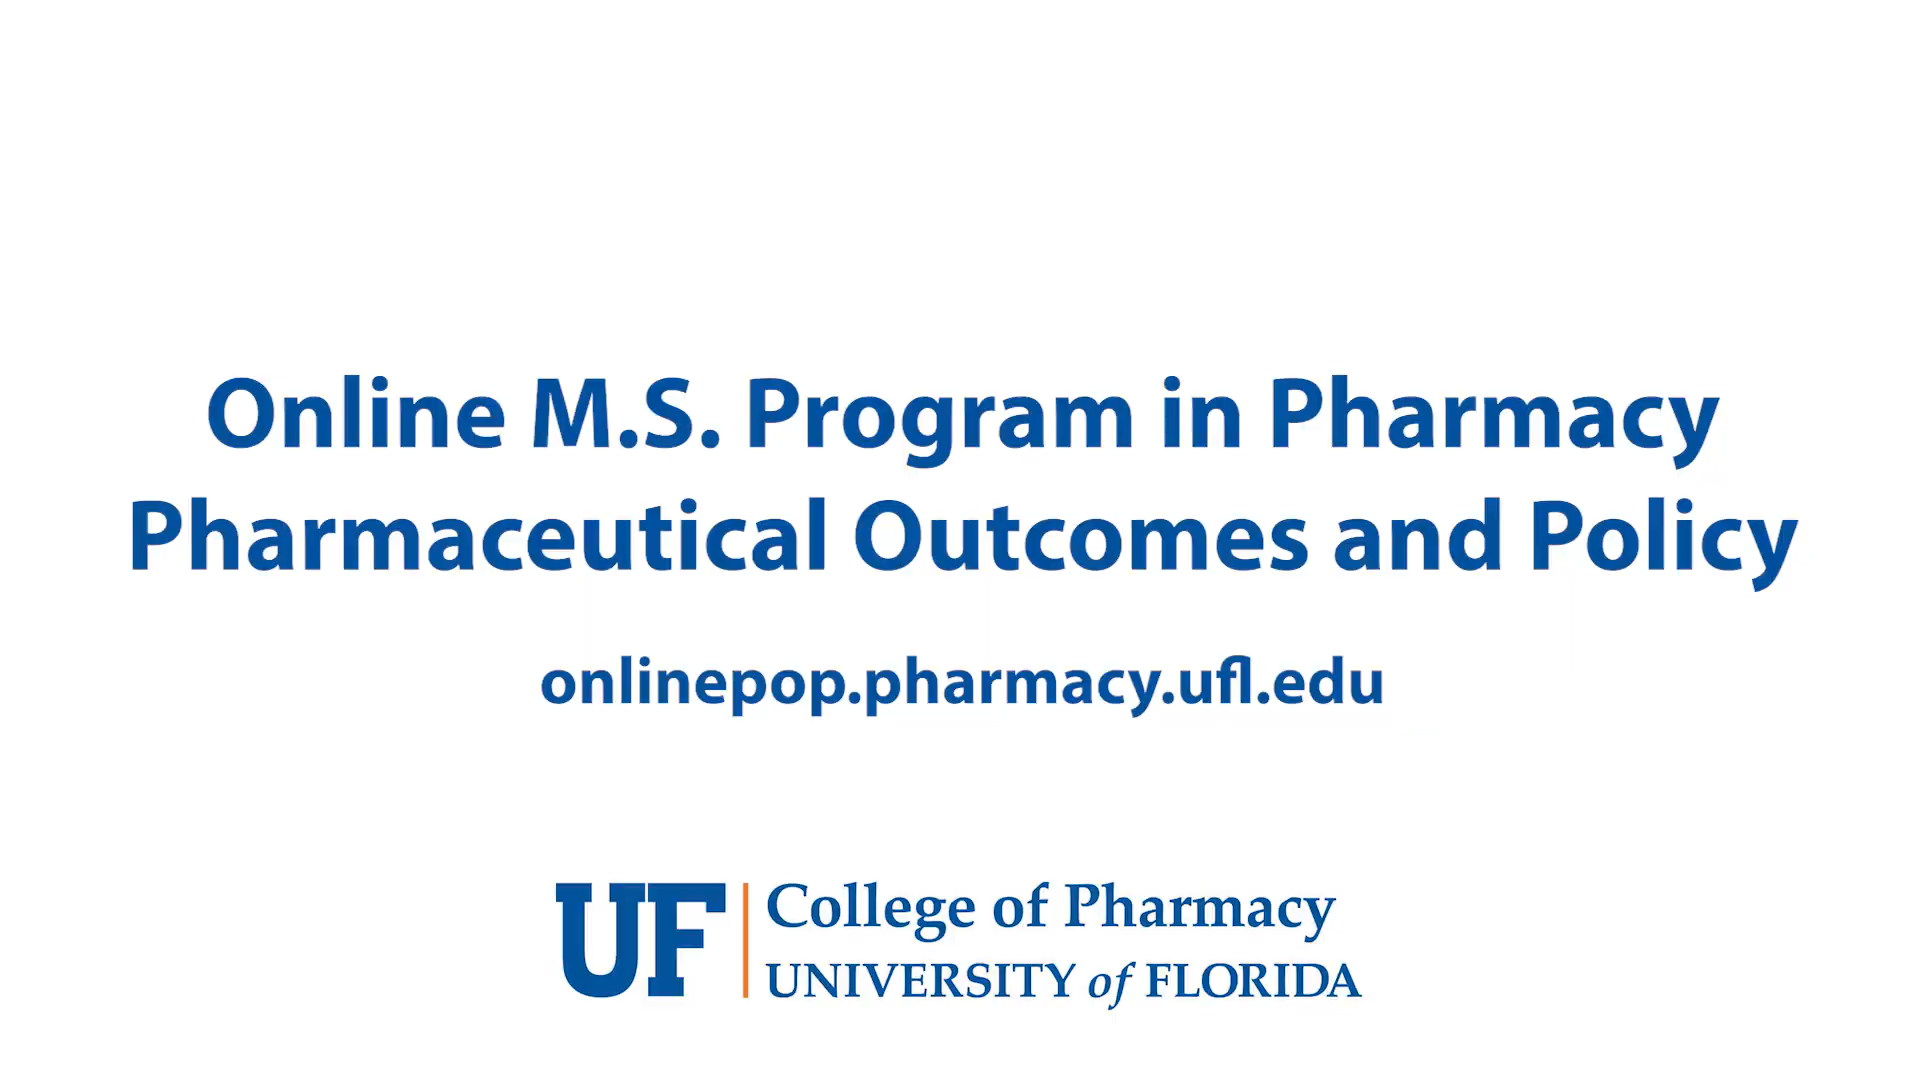 Online M.S. Program in Pharmacy
Pharmaceutical Outcomes and Policy
onlinepop.pharmacy.ufl.edu
UF College of Pharmacy
UNIVERSITY of FLORIDA